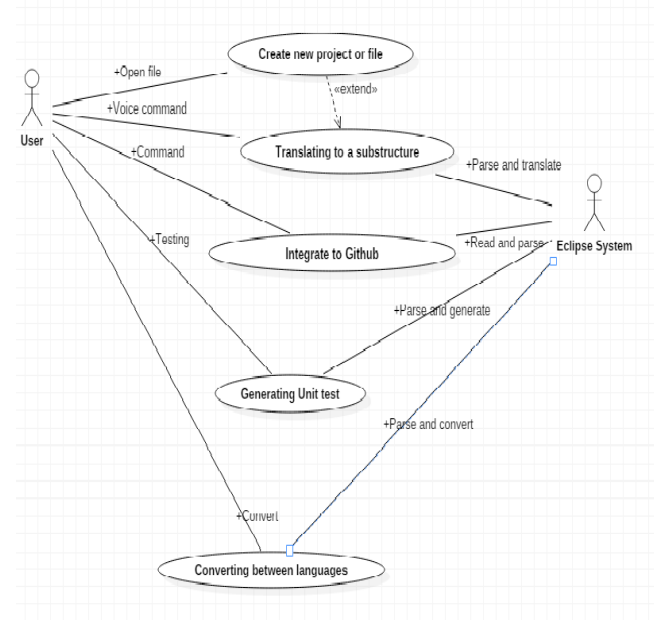 Create new project or file
+Open file
«extend»
+Voice command
User
+Command
Translating to a substructure
+Parse and translate
+Testing
Integrate to Github
+Read and parse
Eclipse System
+Parse and generate
Generating Unit test
+Parse and convert
+Convert
Converting between languages